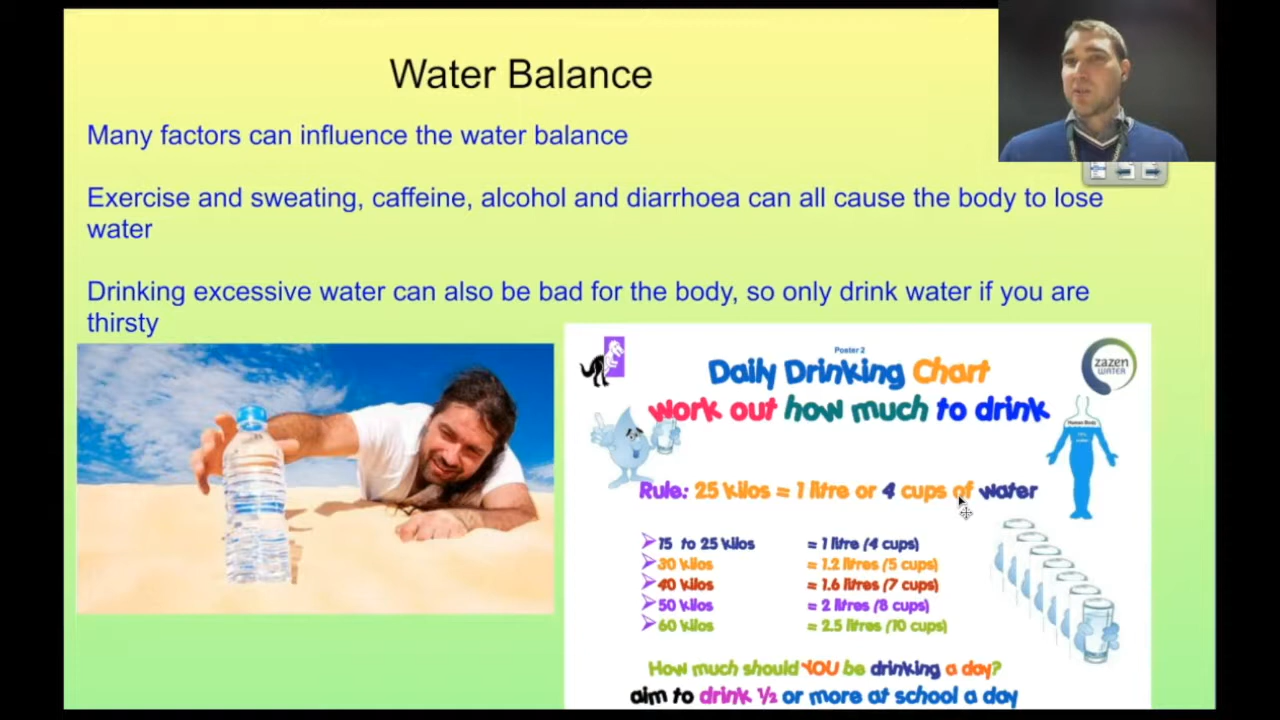 Water Balance
Many factors can influence the water balance
Exercise and sweating, caffeine, alcohol and diarrhoea can all cause the body to lose
water
Drinking excessive water can also be bad for the body, so only drink water if you are
thirsty
Poster 2
Daily Drinking Chart
zazen
WATER
work out how much to drink
Human Body
Rule: 25 kilos = 1 litre or 4 cups of water
15 to 25 kilos = 1 litre (4 cups)
30 kilos = 1.2 litres (5 cups)
40 kilos = 1.6 litres (7 cups)
50 kilos = 2 litres (8 cups)
60 kilos = 2.5 litres (10 cups)
How much should YOU be drinking a day?
aim to drink ½ or more at school a day